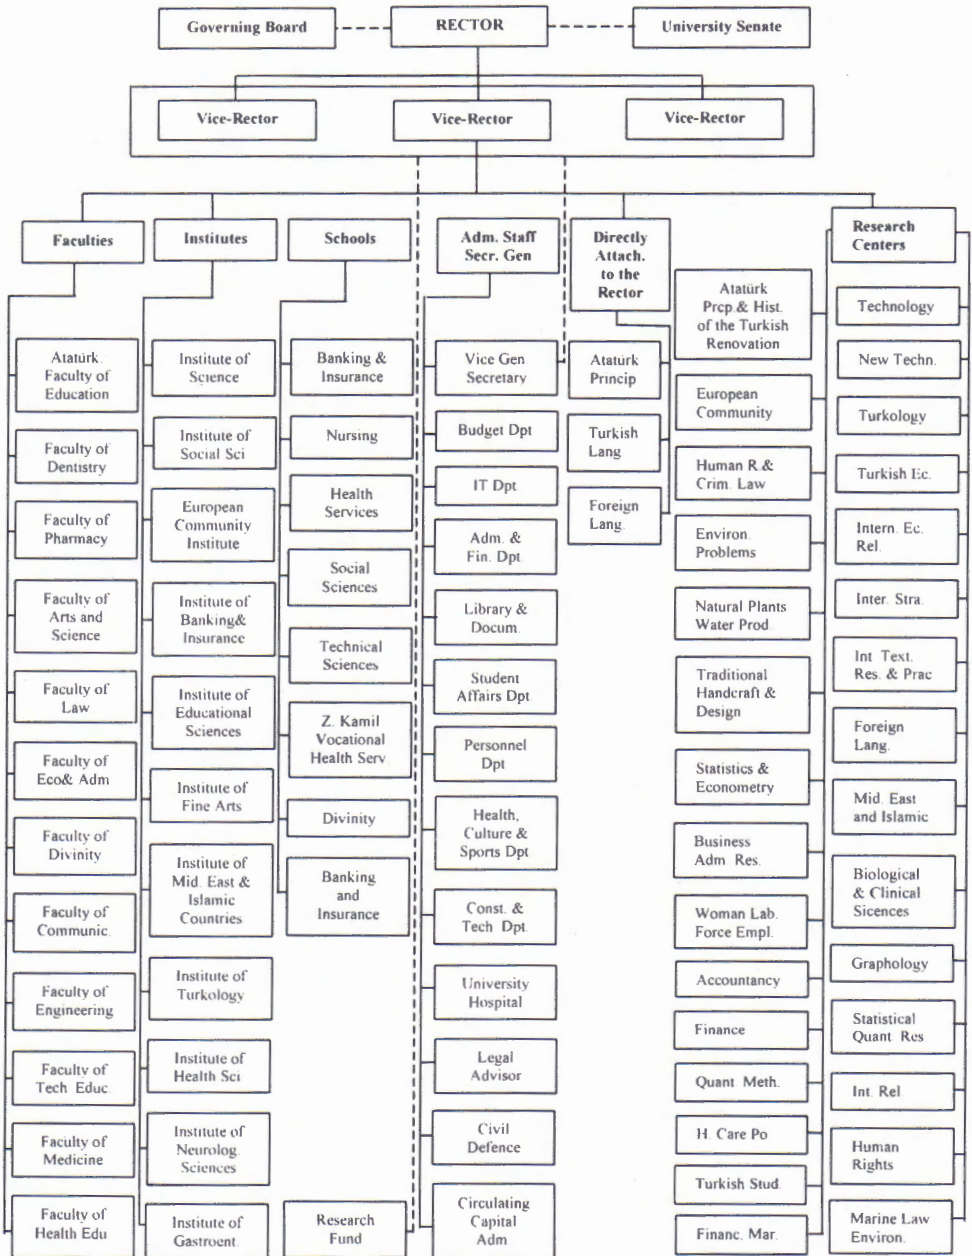 Governing Board
RECTOR
University Senate
Vice-Rector
Vice-Rector
Vice-Rector
Faculties
Institutes
Schools
Adm. Staff
Secr. Gen
Directly
Attach.
to the
Rector
Research
Centers
Atatürk
Faculty of
Education
Faculty of
Dentistry
Faculty of
Pharmacy
Faculty of
Arts and
Science
Faculty of
Law
Faculty of
Eco& Adm
Faculty of
Divinity
Faculty of
Communic.
Faculty of
Engineering
Faculty of
Tech Educ
Faculty of
Medicine
Faculty of
Health Edu
Institute of
Science
Institute of
Social Sci
European
Community
Institute
Institute of
Banking&
Insurance
Institute of
Educational
Sciences
Institute of
Fine Arts
Institute of
Mid. East &
Islamic
Countries
Institute of
Turkology
Institute of
Health Sci
Institute of
Neurolog.
Sciences
Institute of
Gastroent.
Banking &
Insurance
Nursing
Health
Services
Social
Sciences
Technical
Sciences
Z. Kamil
Vocational
Health Serv
Divinity
Banking
and
Insurance
Research
Fund
Vice Gen
Secretary
Budget Dpt
IT Dpt
Adm. &
Fin. Dpt
Library &
Docum.
Student
Affairs Dpt
Personnel
Dpt
Health,
Culture &
Sports Dpt
Const. &
Tech Dpt.
University
Hospital
Legal
Advisor
Civil
Defence
Circulating
Capital
Adm
Atatürk
Princip
Turkish
Lang
Foreign
Lang.
Atatürk
Prcp.& Hist.
of the Turkish
Renovation
European
Community
Human R.&
Crim. Law
Environ.
Problems
Natural Plants
Water Prod.
Traditional
Handcraft &
Design
Statistics &
Econometry
Business
Adm Res.
Woman Lab.
Force Empl.
Accountancy
Finance
Quant. Meth.
H. Care Po
Turkish Stud.
Financ. Mar.
Technology
New Techn.
Turkology
Turkish Ec.
Intern. Ec.
Rel.
Inter. Stra.
Int Text.
Res. & Prac
Foreign
Lang.
Mid. East
and Islamic
Biological
& Clinical
Sicences
Graphology
Statistical
Quant. Res
Int. Rel
Human
Rights
Marine Law
Environ.